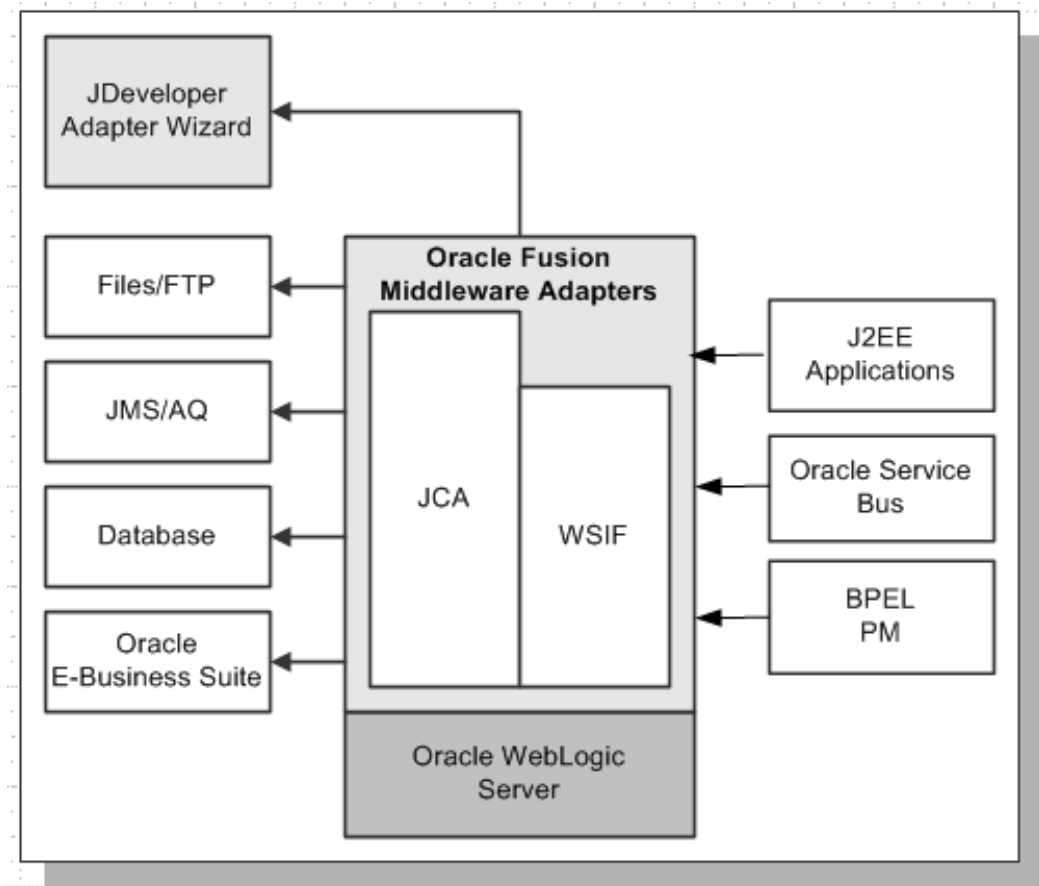 JDeveloper
Adapter Wizard
Files/FTP
JMS/AQ
Database
Oracle
E-Business Suite
Oracle Fusion
Middleware Adapters
JCA
WSIF
Oracle WebLogic
Server
J2EE
Applications
Oracle Service
Bus
BPEL
PM